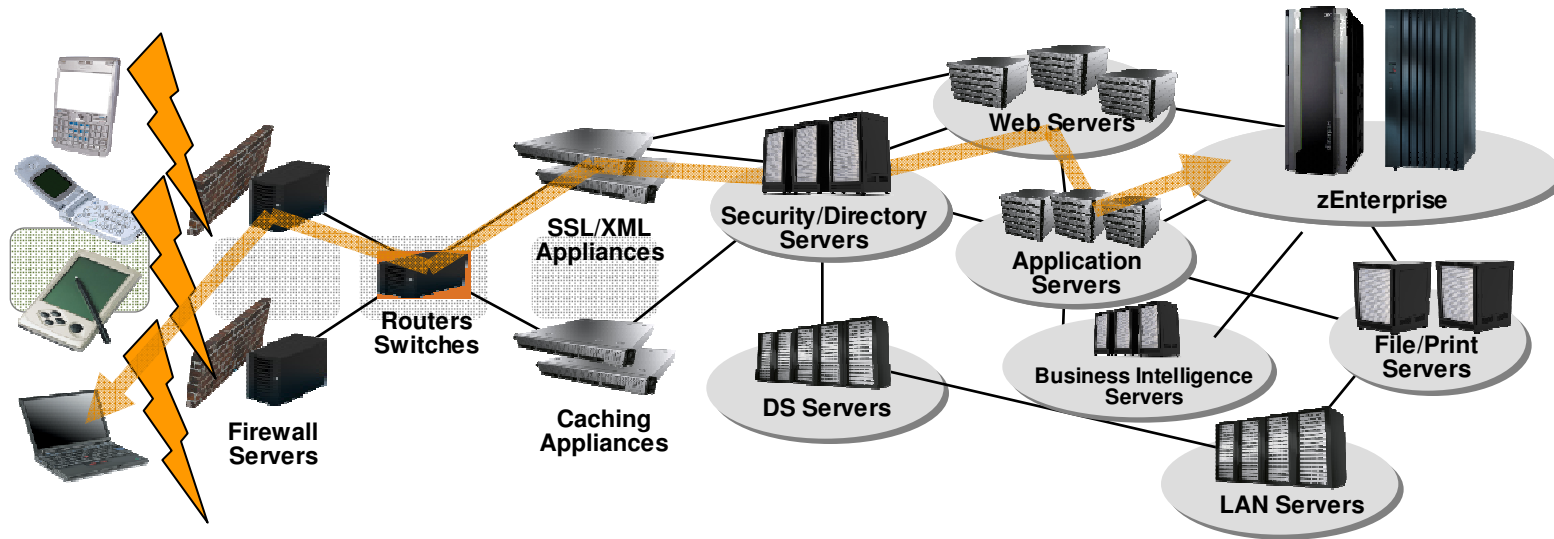 Web Servers
zEnterprise
SSL/XML
Appliances
Security/Directory
Servers
Application
Servers
Routers
Switches
File/Print
Servers
Business Intelligence
Servers
DS Servers
Firewall
Servers
Caching
Appliances
LAN Servers